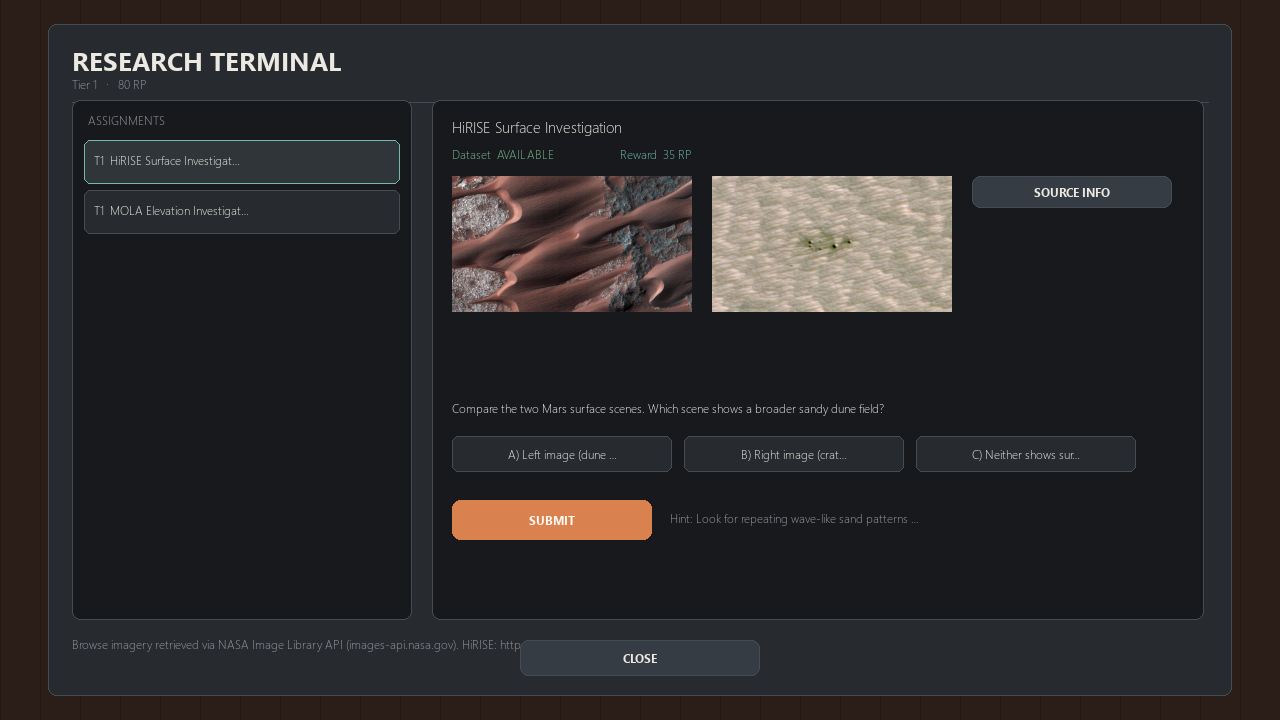 RESEARCH TERMINAL
Tier 1 · 80 RP
ASSIGNMENTS
T1 HiRISE Surface Investigat...
T1 MOLA Elevation Investigat...
HiRISE Surface Investigation
Dataset AVAILABLE Reward 35 RP
SOURCE INFO
Compare the two Mars surface scenes. Which scene shows a broader sandy dune field?
A) Left image (dune ...
B) Right image (crat...
C) Neither shows sur...
SUBMIT
Hint: Look for repeating wave-like sand patterns ...
Browse imagery retrieved via NASA Image Library API (images-api.nasa.gov). HiRISE: http
CLOSE